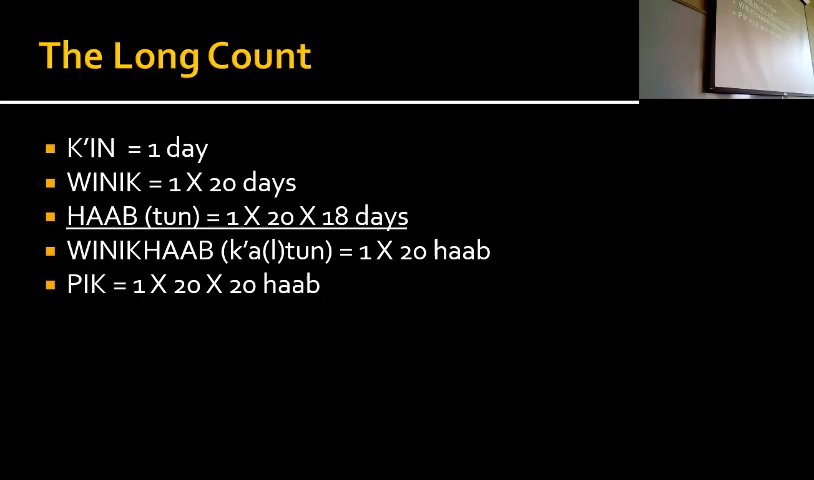 The Long Count
K'IN = 1 day
WINIK = 1 X 20 days
HAAB (tun) = 1 X 20 X 18 days
WINIKHAAB (k'a(l)tun) = 1 X 20 haab
PIK = 1 X 20 X 20 haab